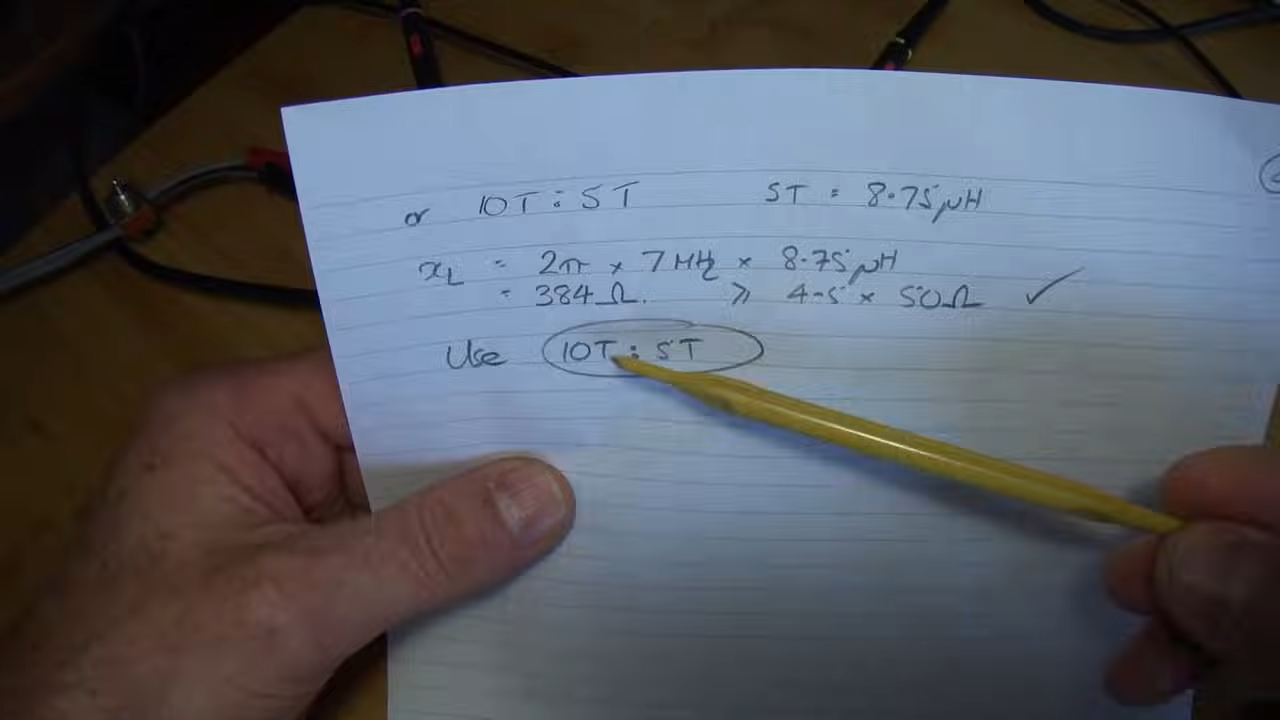 or 10T : 5T 5T = 8.75μH
xL = 2π x 7MHz x 8.75μH
= 384Ω. ≥ 4-5 x 50Ω ✓
Use 10T : 5T